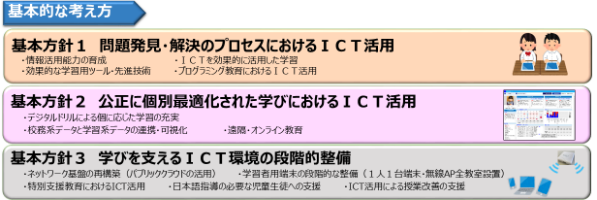 基本的な考え方
基本方針１ 問題発見・解決のプロセスにおけるＩＣＴ活用
・情報活用能力の育成 ・ＩＣＴを効果的に活用した学習
・効果的な学習用ツール・先進技術 ・プログラミング教育におけるＩＣＴ活用
基本方針２ 公正に個別最適化された学びにおけるＩＣＴ活用
・デジタルドリルによる個に応じた学習の充実
・校務系データと学習系データの連携・可視化 ・遠隔・オンライン教育
基本方針３ 学びを支えるＩＣＴ環境の段階的整備
・ネットワーク基盤の再構築（パブリッククラウドの活用） ・学習者用端末の段階的な整備（１人１台端末・無線AP全教室設置）
・特別支援教育におけるICT活用 ・日本語指導の必要な児童生徒への支援 ・ICT活用による授業改善の支援